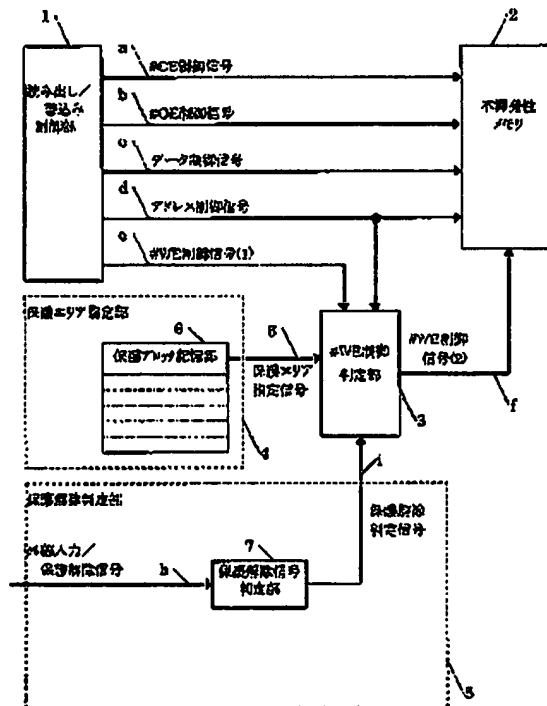 1
2
a
#CE制御信号
読み出し/
書込み
制御部
b
#OE制御信号
不揮発性
メモリ
c
データ制御信号
d
アドレス制御信号
e
#WE制御信号(1)
保護エリア指定部
6
保護ブロック記憶部
g
保護エリア
指定信号
#WE制御
判定部
#WE制御
信号(2)
3
f
4
i
保護解除判定部
保護解除
判定信号
外部入力/
保護解除信号
h
7
保護解除信号
判定部
5